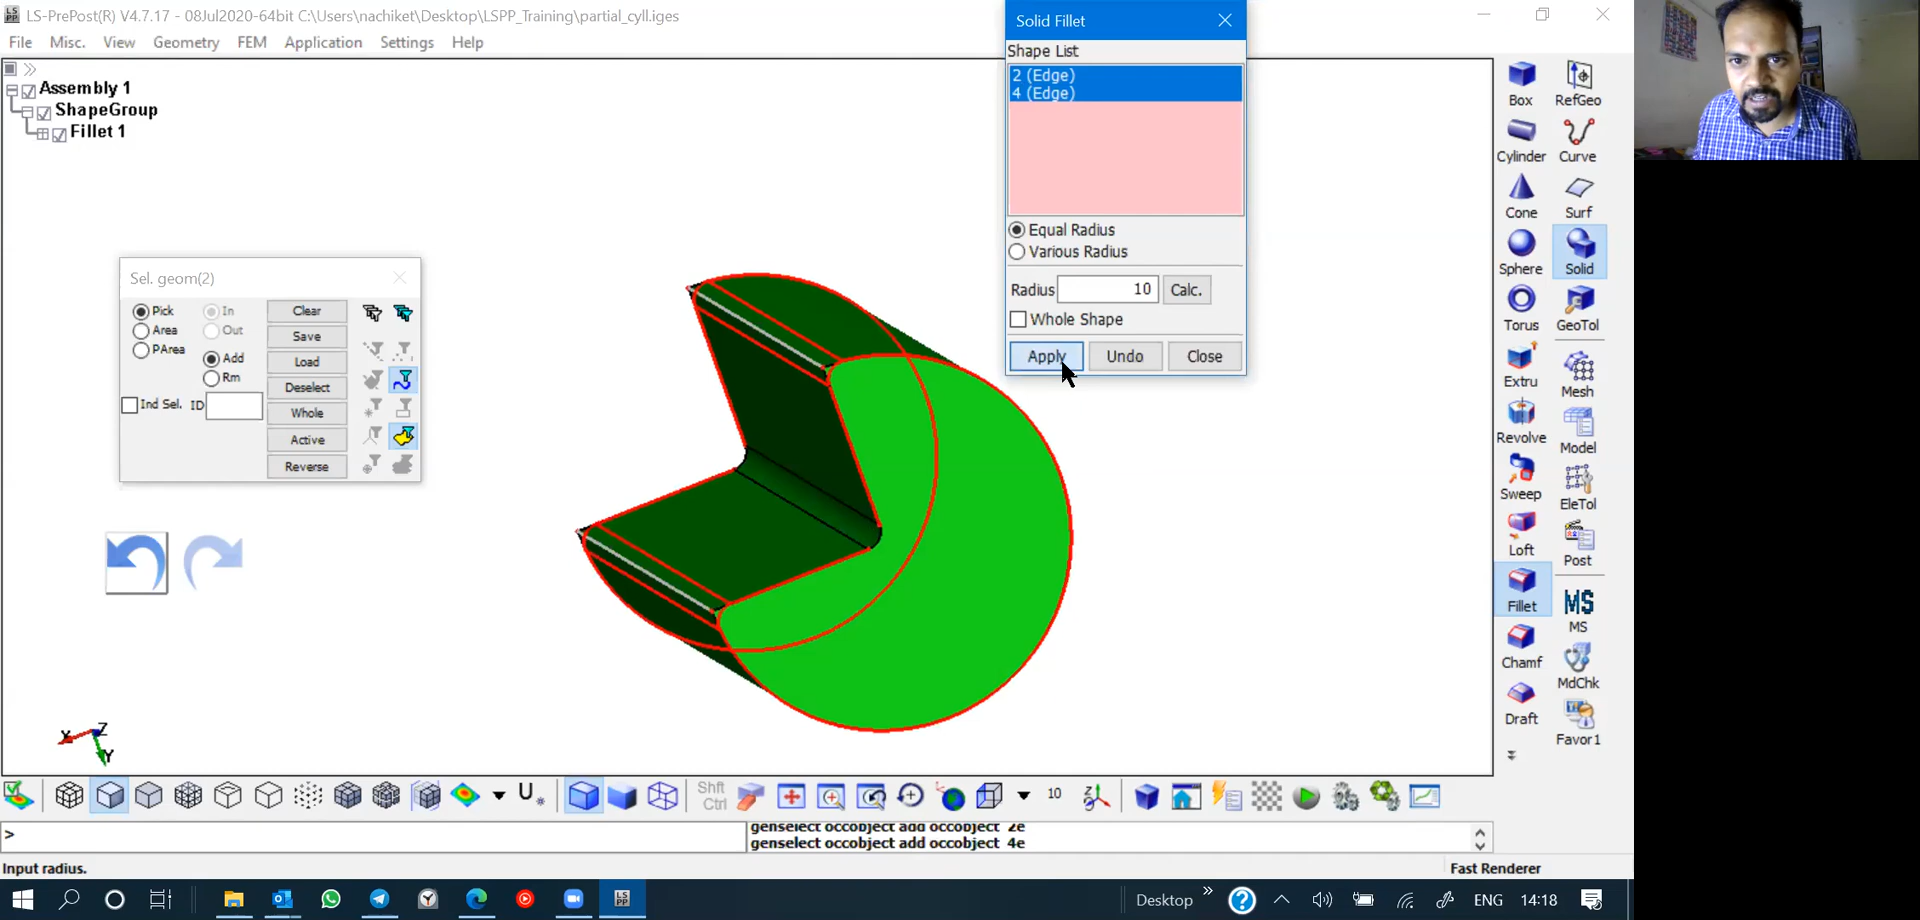 LS-PrePost(R) V4.7.17 - 08Jul2020-64bit C:\Users\nachiket\Desktop\LSPP_Training\partial_cyll.iges
File Misc. View Geometry FEM Application Settings Help
Assembly 1
ShapeGroup
Fillet 1
Sel. geom(2)
Pick
Area
PArea
In
Out
Add
Rm
Ind Sel. ID
Clear
Save
Load
Deselect
Whole
Active
Reverse
Solid Fillet
Shape List
2 (Edge)
4 (Edge)
Equal Radius
Various Radius
Radius 10 Calc.
Whole Shape
Apply Undo Close
Box RefGeo
Cylinder Curve
Cone Surf
Sphere Solid
Torus GeoTol
Extru Mesh
Revolve Model
Sweep EleTol
Loft Post
Fillet MS
MS
Chamf MdChk
Draft Favor1
X Z
Y
U
Shft
Ctrl
10
Z
>
genselect occobject add occobject 2e
genselect occobject add occobject 4e
Input radius.
Fast Renderer
LS
PP
Desktop
ENG 14:18